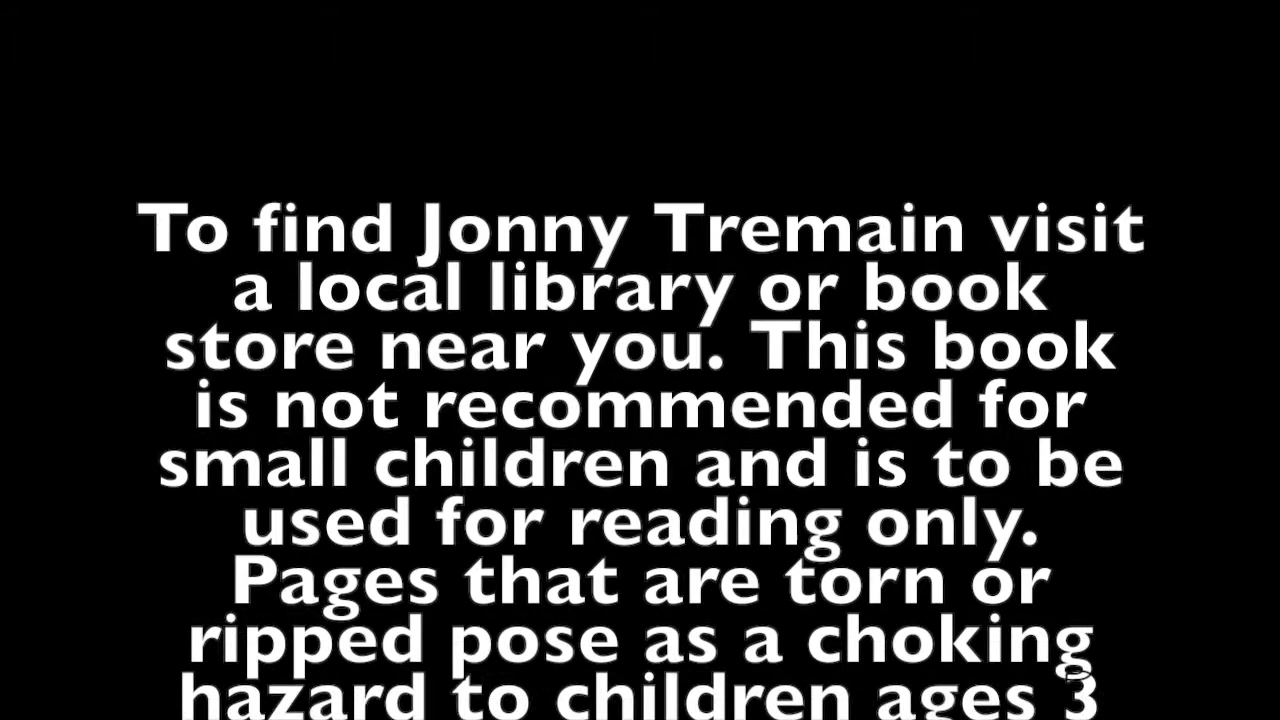 To find Jonny Tremain visit
a local library or book
store near you. This book
is not recommended for
small children and is to be
used for reading only.
Pages that are torn or
ripped pose as a choking
hazard to children ages 3